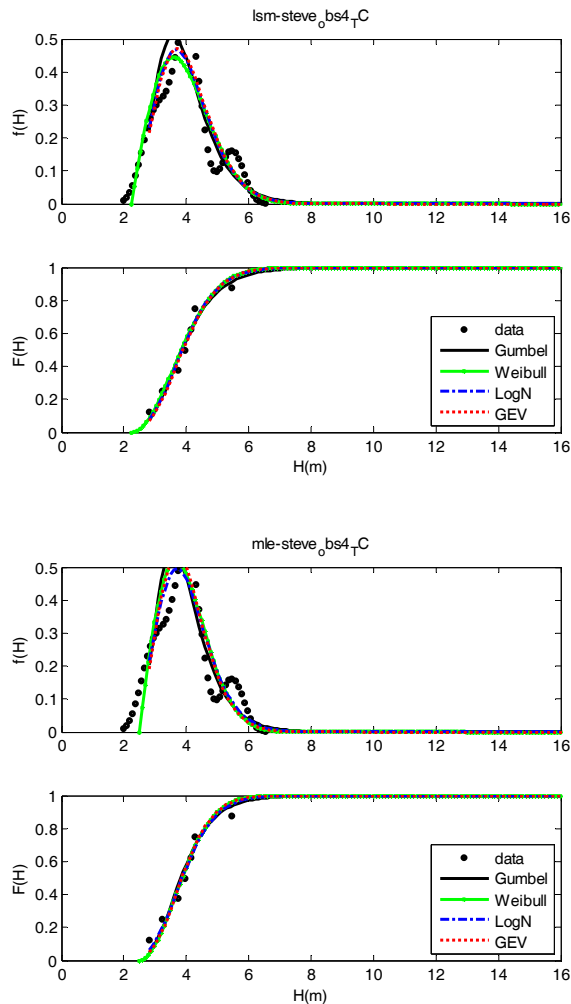 lsm-steve_obs4_TC
0.5
0.4
0.3
0.2
0.1
0
f(H)
0 2 4 6 8 10 12 14 16
1
0.8
0.6
0.4
0.2
0
F(H)
data
Gumbel
Weibull
LogN
GEV
0 2 4 6 8 10 12 14 16
H(m)
mle-steve_obs4_TC
0.5
0.4
0.3
0.2
0.1
0
f(H)
0 2 4 6 8 10 12 14 16
1
0.8
0.6
0.4
0.2
0
F(H)
data
Gumbel
Weibull
LogN
GEV
0 2 4 6 8 10 12 14 16
H(m)